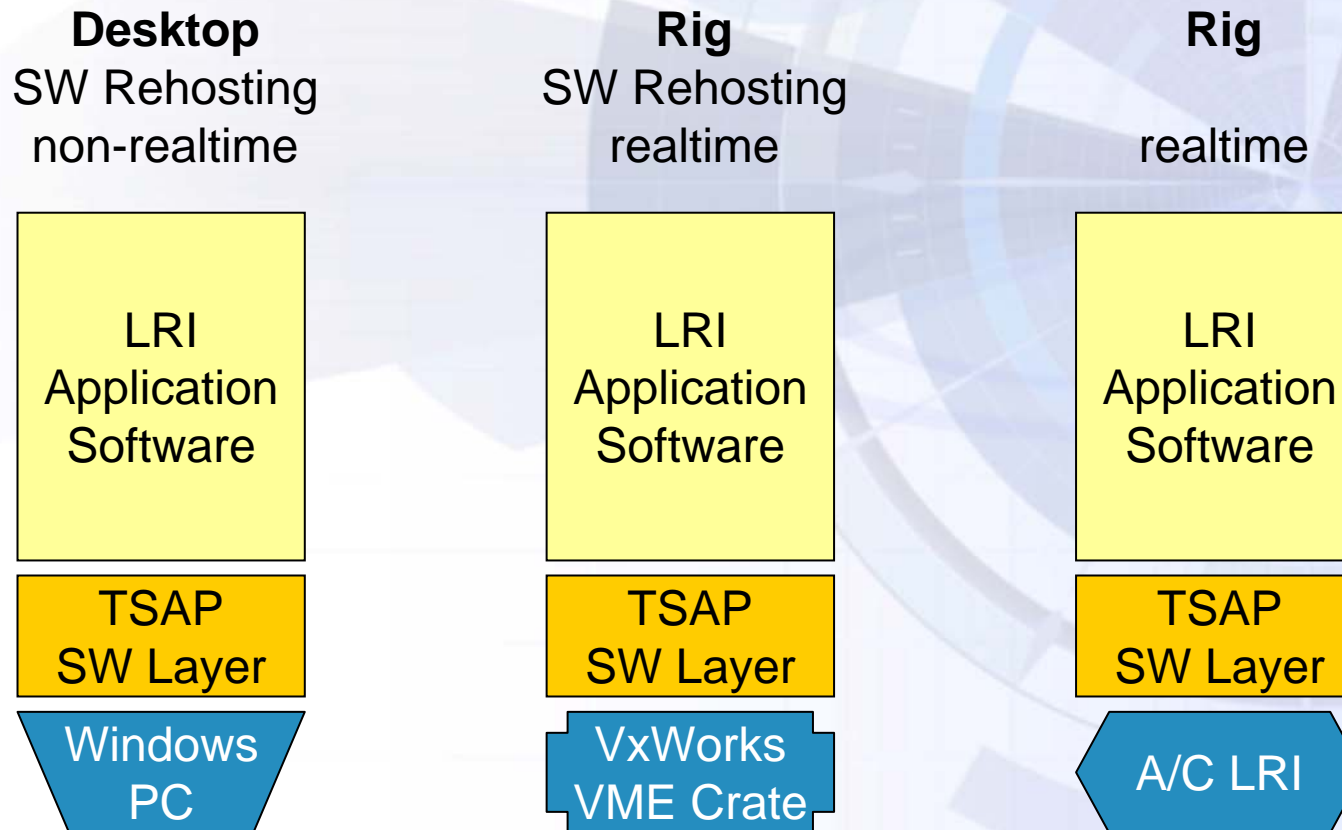 Desktop
SW Rehosting
non-realtime
Rig
SW Rehosting
realtime
Rig
realtime
LRI
Application
Software
LRI
Application
Software
LRI
Application
Software
TSAP
SW Layer
TSAP
SW Layer
TSAP
SW Layer
Windows
PC
VxWorks
VME Crate
A/C LRI